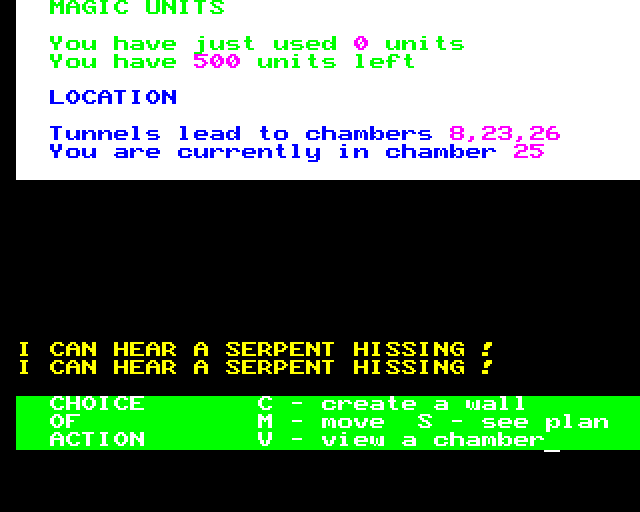 MAGIC UNITS
You have just used 0 units
You have 500 units left
LOCATION
Tunnels lead to chambers 8,23,26
You are currently in chamber 25
I CAN HEAR A SERPENT HISSING !
I CAN HEAR A SERPENT HISSING !
CHOICE C - create a wall
OF M - move S - see plan
ACTION V - view a chamber_